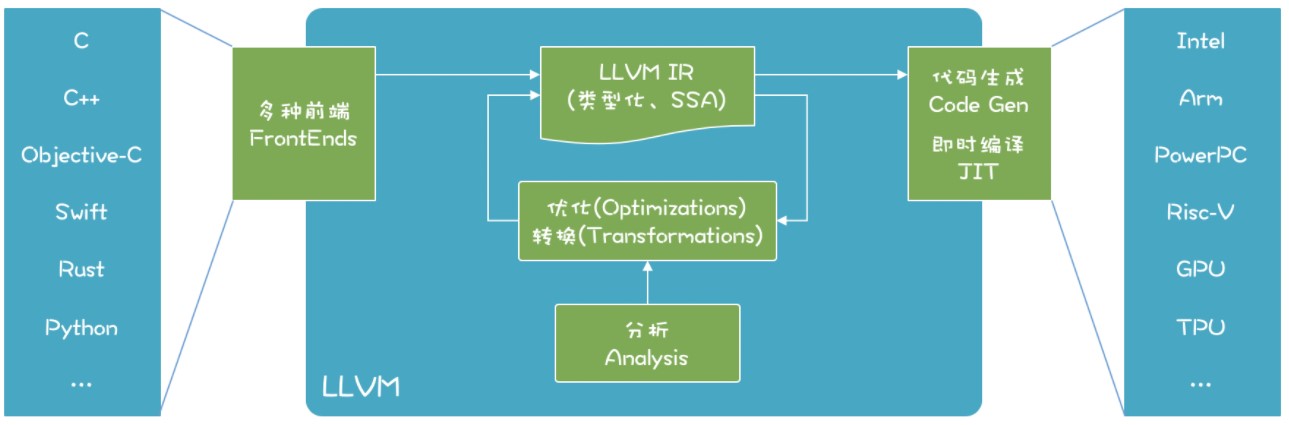 C
C++
Objective-C
Swift
Rust
Python
...
多种前端
FrontEnds
LLVM IR
(类型化、SSA)
优化(Optimizations)
转换(Transformations)
分析
Analysis
LLVM
代码生成
Code Gen
即时编译
JIT
Intel
Arm
PowerPC
Risc-V
GPU
TPU
...